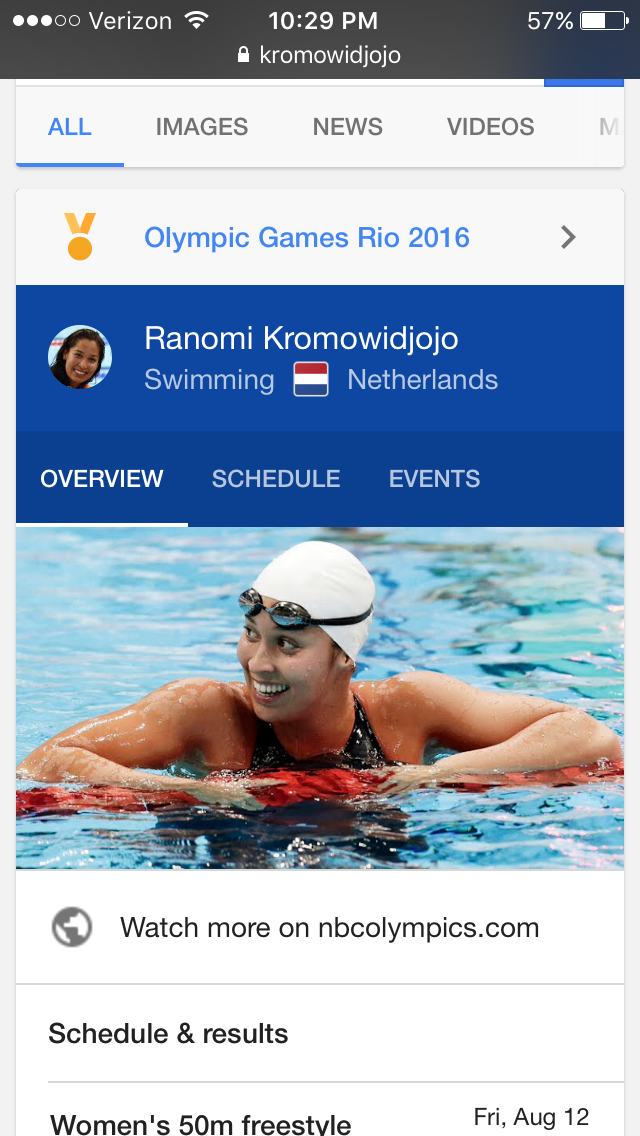 Verizon 10:29 PM 57%
kromowidjojo
ALL IMAGES NEWS VIDEOS M
Olympic Games Rio 2016
Ranomi Kromowidjojo
Swimming Netherlands
OVERVIEW SCHEDULE EVENTS
Watch more on nbcolympics.com
Schedule & results
Women's 50m freestyle Fri, Aug 12